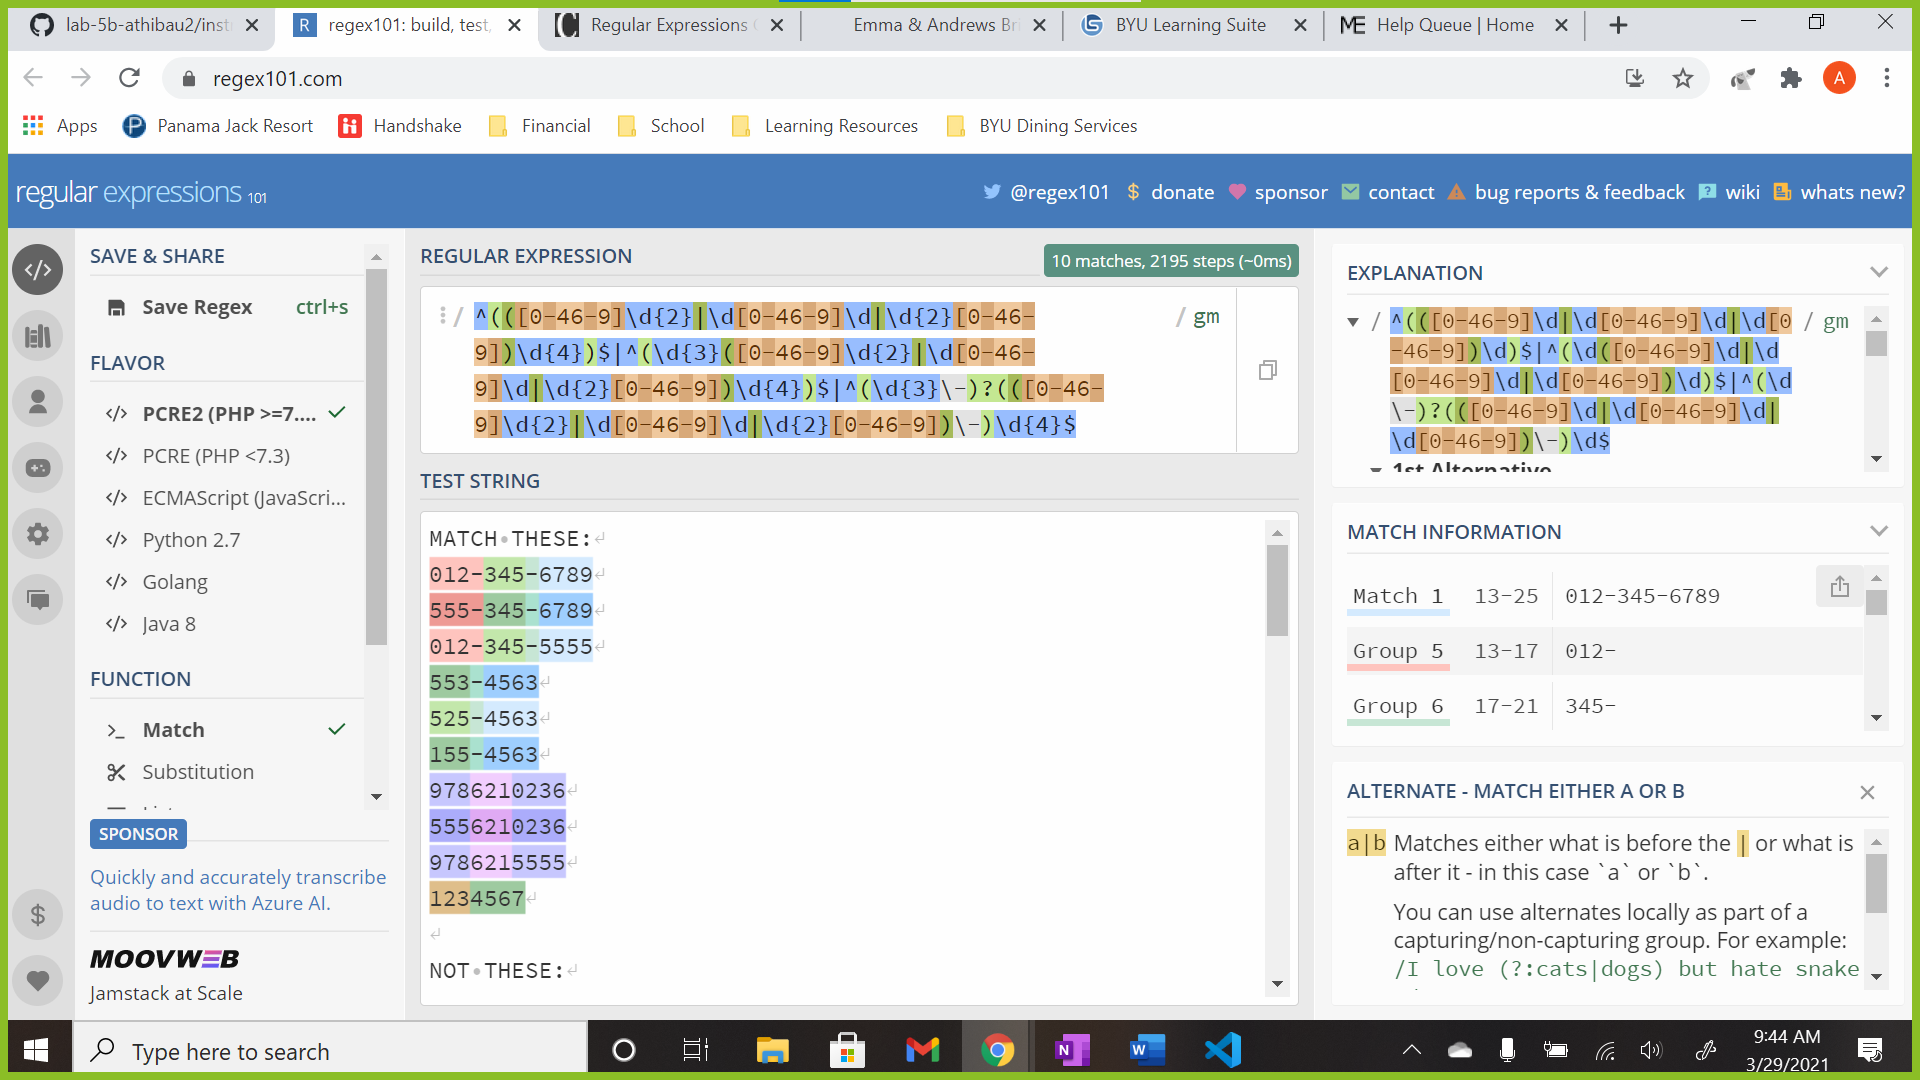 lab-5b-athibau2/inst
regex101: build, test,
Regular Expressions C
Emma & Andrews Bri
BYU Learning Suite
ME Help Queue | Home
regex101.com
A
Apps
Panama Jack Resort
Handshake
Financial
School
Learning Resources
BYU Dining Services
regular expressions 101
@regex101
$ donate
sponsor
contact
bug reports & feedback
wiki
whats new?
SAVE & SHARE
Save Regex ctrl+s
FLAVOR
</> PCRE2 (PHP >=7.... ✓
</> PCRE (PHP <7.3)
</> ECMAScript (JavaScri...
</> Python 2.7
</> Golang
</> Java 8
FUNCTION
>_ Match ✓
Substitution
SPONSOR
Quickly and accurately transcribe
audio to text with Azure AI.
MOOVWEB
Jamstack at Scale
REGULAR EXPRESSION
10 matches, 2195 steps (~0ms)
/ ^(([0-46-9]\d{2}|\d[0-46-9]\d|\d{2}[0-46- / gm
9])\d{4})$|^(\d{3}([0-46-9]\d{2}|\d[0-46-
9]\d|\d{2}[0-46-9])\d{4})$|^(\d{3}\-)?(([0-46-
9]\d{2}|\d[0-46-9]\d|\d{2}[0-46-9])\-)\d{4}$
TEST STRING
MATCH THESE:
012-345-6789
555-345-6789
012-345-5555
553-4563
525-4563
155-4563
9786210236
5556210236
9786215555
1234567
NOT THESE:
EXPLANATION
/ ^(([0-46-9]\d|\d[0-46-9]\d|\d[0 / gm
-46-9])\d)$|^(\d([0-46-9]\d|\d
[0-46-9]\d|\d[0-46-9])\d)$|^(\d
\-)?(([0-46-9]\d|\d[0-46-9]\d|
\d[0-46-9])\-)\d$
1st Alternative
MATCH INFORMATION
Match 1 13-25 012-345-6789
Group 5 13-17 012-
Group 6 17-21 345-
ALTERNATE - MATCH EITHER A OR B
a|b Matches either what is before the | or what is
after it - in this case `a` or `b`.
You can use alternates locally as part of a
capturing/non-capturing group. For example:
/I love (?:cats|dogs) but hate snake
Type here to search
9:44 AM
3/29/2021